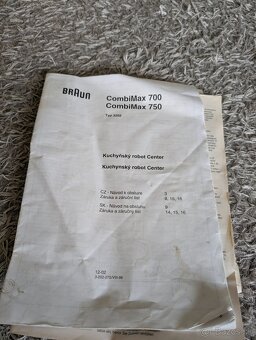 BRAUN
CombiMax 700
CombiMax 750
Kuchyňský robot Center
Kuchynský robot Center
CZ - Návod k obsluze 3
Záruka a záruční list 8, 15, 16
SK - Návod na obsluhu 9
Záruka a záručný list 14, 15, 16
12-02